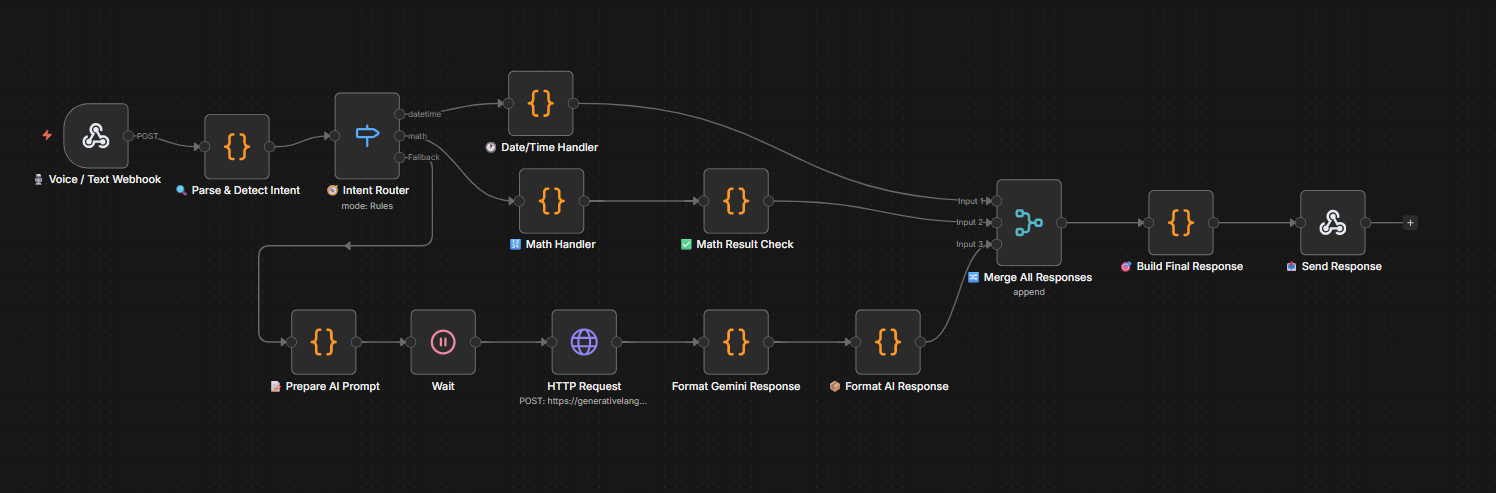 POST
Voice / Text Webhook
Parse & Detect Intent
datetime
math
Fallback
Intent Router
mode: Rules
Date/Time Handler
Math Handler
Math Result Check
Input 1
Input 2
Input 3
Merge All Responses
append
Build Final Response
Send Response
Prepare AI Prompt
Wait
HTTP Request
POST: https://generativelang...
Format Gemini Response
Format AI Response